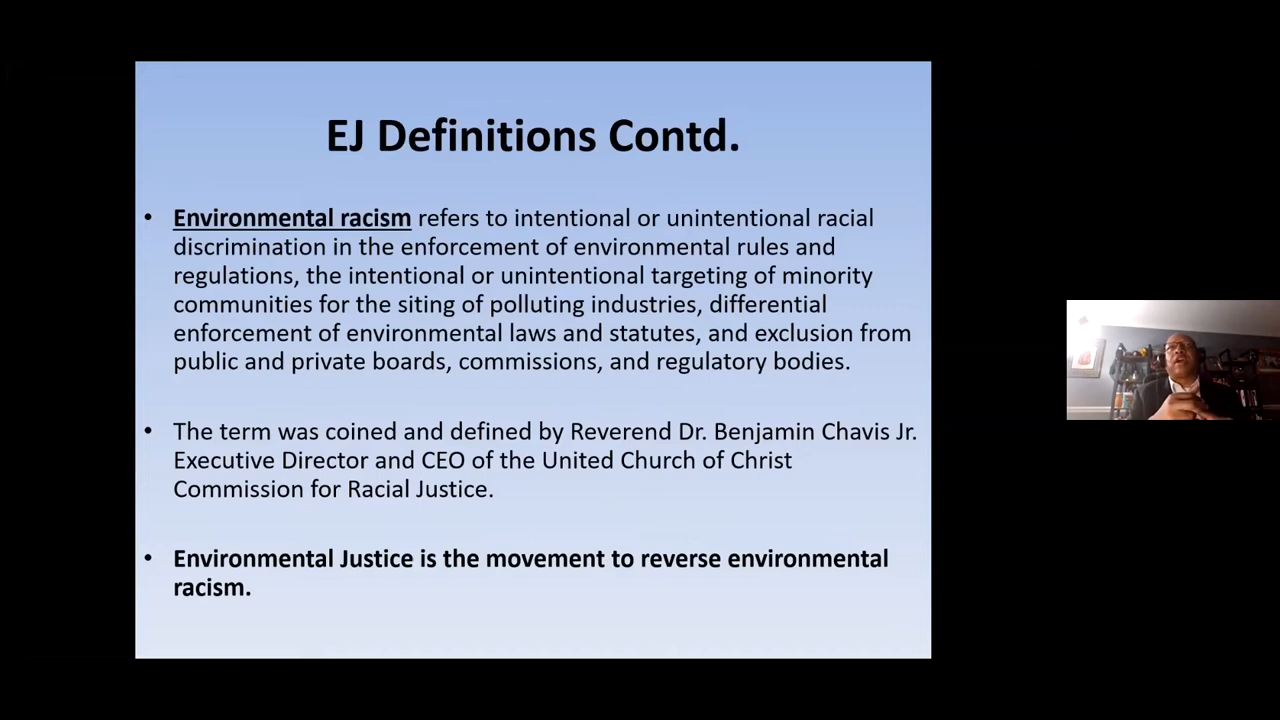 EJ Definitions Contd.
• Environmental racism refers to intentional or unintentional racial
discrimination in the enforcement of environmental rules and
regulations, the intentional or unintentional targeting of minority
communities for the siting of polluting industries, differential
enforcement of environmental laws and statutes, and exclusion from
public and private boards, commissions, and regulatory bodies.
• The term was coined and defined by Reverend Dr. Benjamin Chavis Jr.
Executive Director and CEO of the United Church of Christ
Commission for Racial Justice.
• Environmental Justice is the movement to reverse environmental
racism.